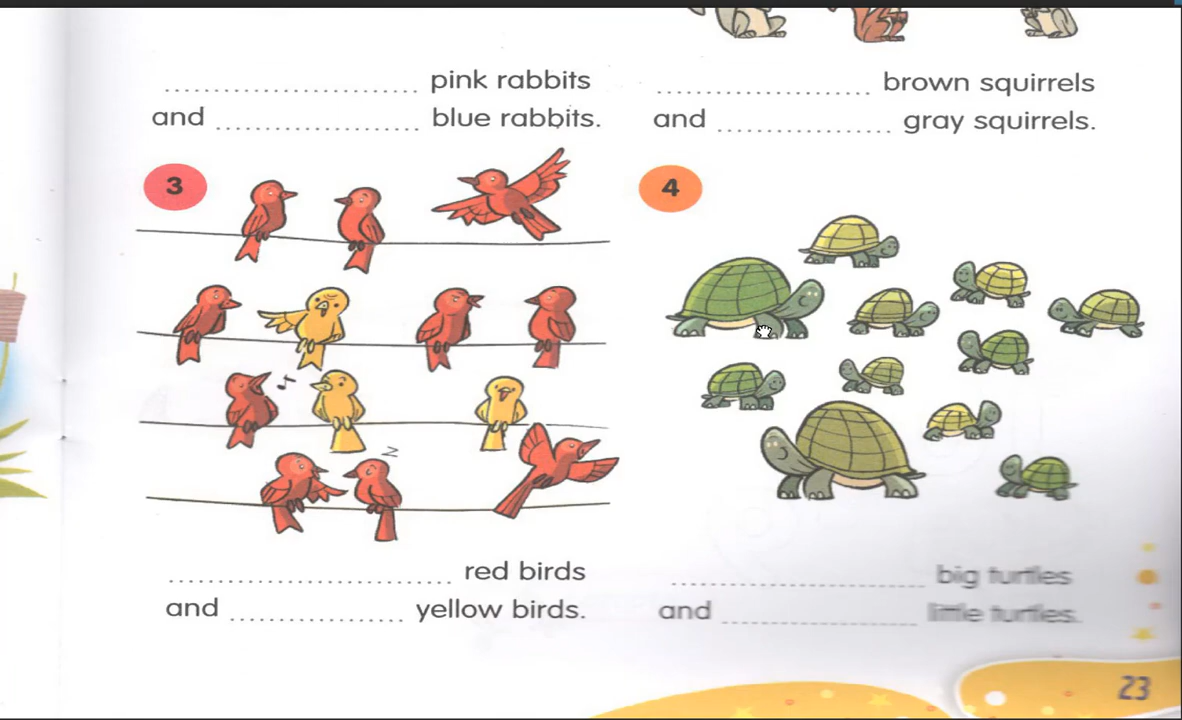 .............................. pink rabbits
and ........................ blue rabbits.
.......................... brown squirrels
and ..................... gray squirrels.
3
z
.................................. red birds
and .................... yellow birds.
4
.............................. big turtles
and ....................... little turtles.
23